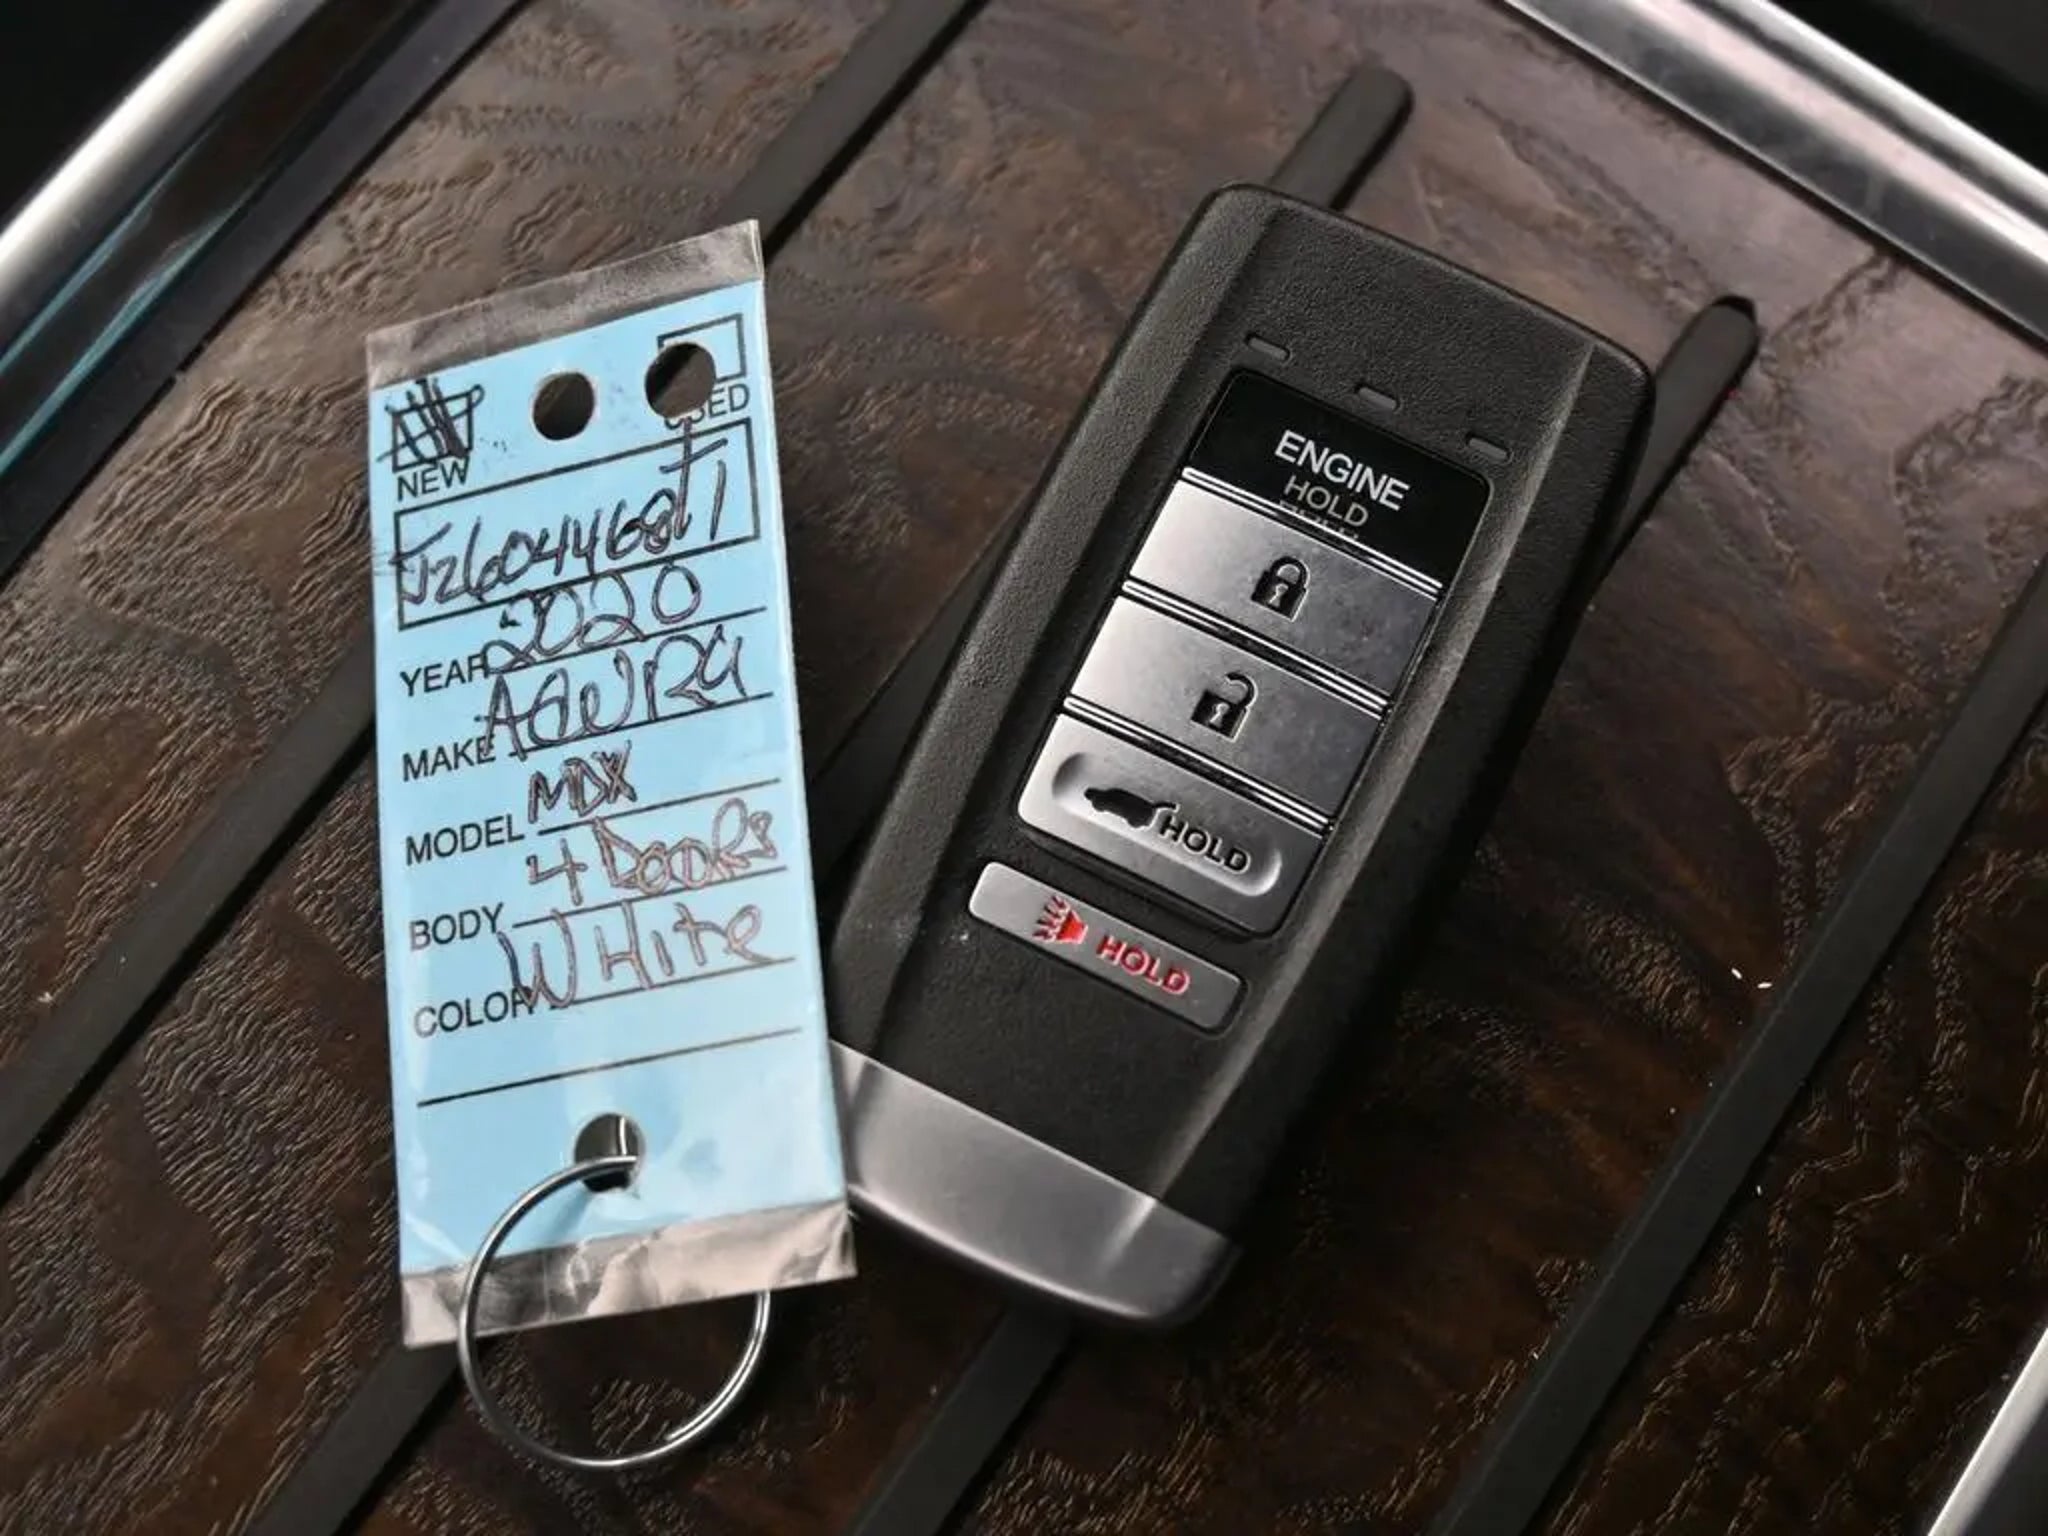 NEW
USED
YEAR 2020
MAKE ACURA
MODEL MDX
BODY 4 DOORS
COLOR WHITE
ENGINE
HOLD
HOLD
HOLD